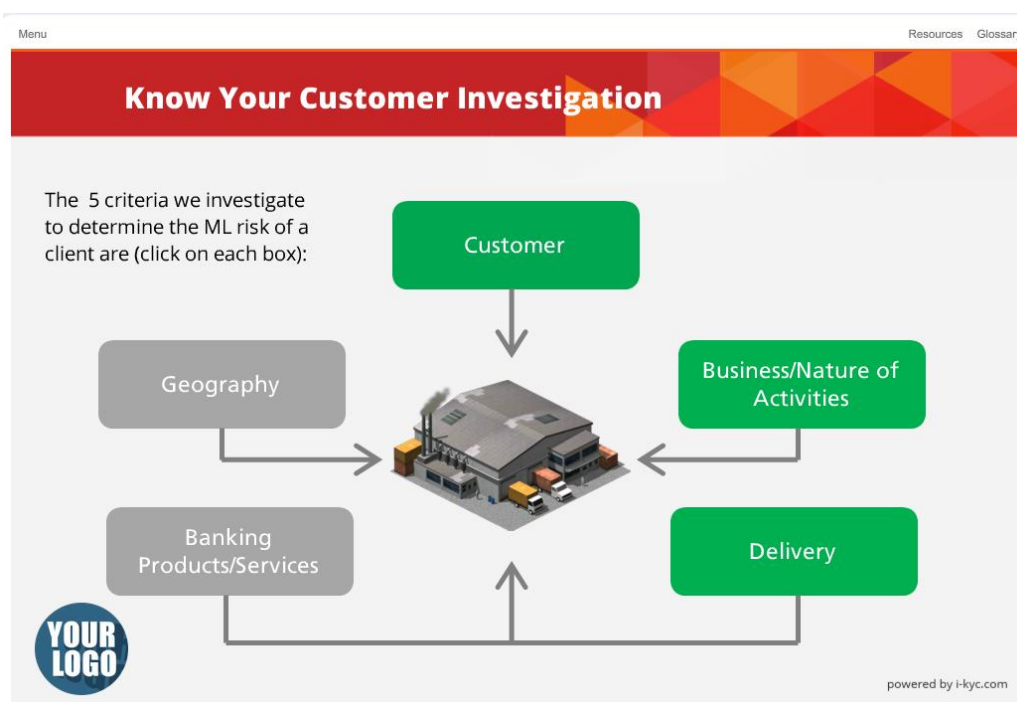 Menu
Resources Glossary
Know Your Customer Investigation
The 5 criteria we investigate
to determine the ML risk of a
client are (click on each box):
Customer
Geography
Business/Nature of
Activities
Banking
Products/Services
Delivery
YOUR
LOGO
powered by i-kyc.com